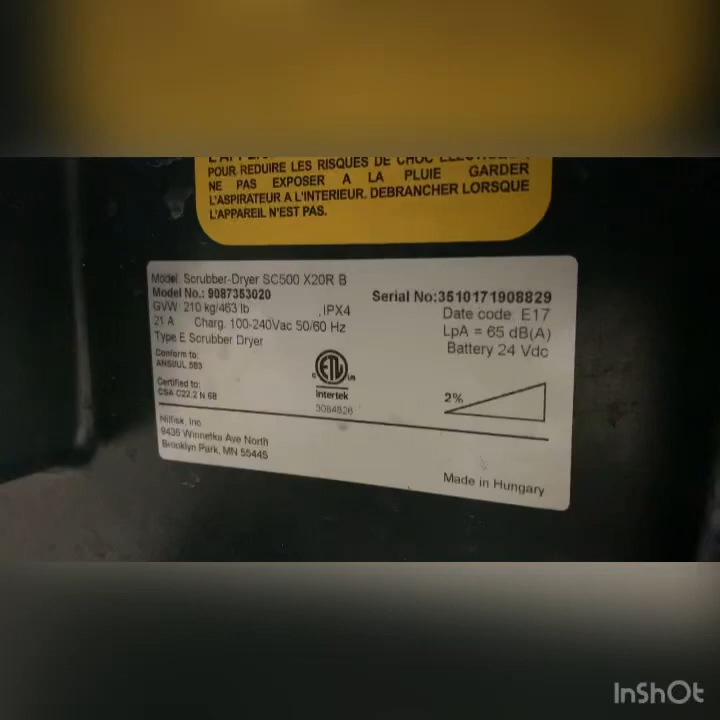 POUR REDUIRE LES RISQUES DE CHOC
NE PAS EXPOSER A LA PLUIE GARDER
L'ASPIRATEUR A L'INTERIEUR. DEBRANCHER LORSQUE
L'APPAREIL N'EST PAS.
Model: Scrubber-Dryer SC500 X20R B
Model No.: 9087353020
Serial No:3510171908829
GVW: 210 kg/463 lb
IPX4
Date code: E17
21 A Charg. 100-240Vac 50/60 Hz
LpA = 65 dB(A)
Type E Scrubber Dryer
Battery 24 Vdc
Conform to:
ANSI/UL 583
Certified to:
CSA C22.2 N 68
C ETL US
Intertek
3084826
2%
Nilfisk, Inc
9435 Winnetka Ave North
Brooklyn Park, MN 55445
Made in Hungary
InShOt